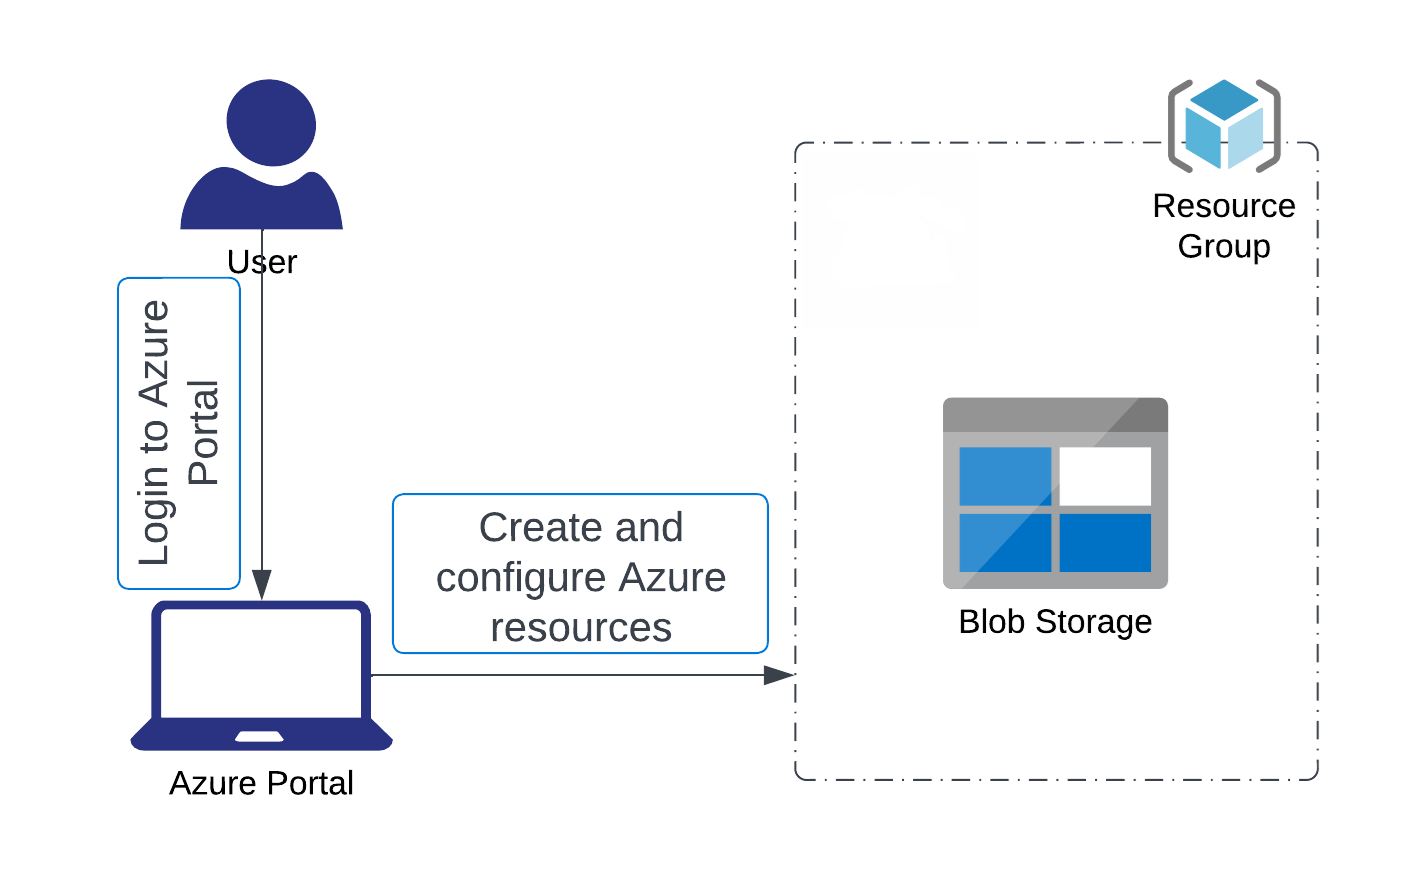 Resource
Group
User
Login to Azure
Portal
Create and
configure Azure
resources
Blob Storage
Azure Portal